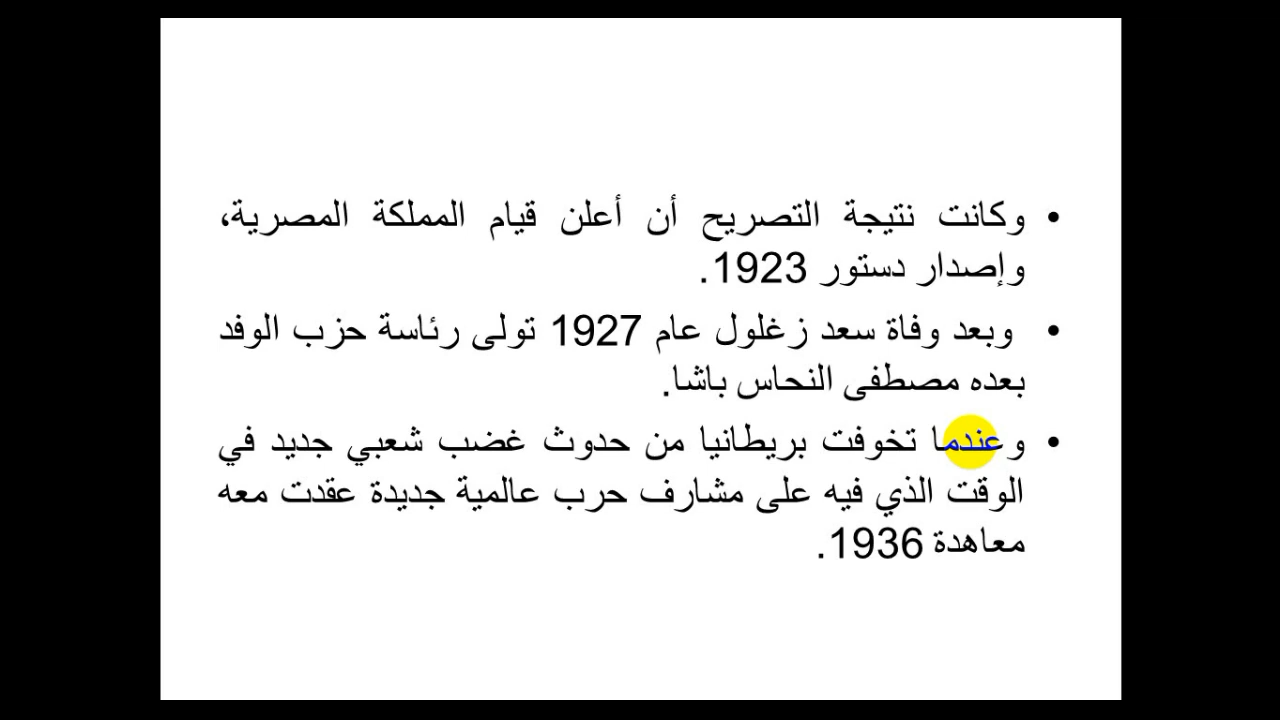 • وكانت نتيجة التصريح أن أعلن قيام المملكة المصرية،
وإصدار دستور 1923.
• وبعد وفاة سعد زغلول عام 1927 تولى رئاسة حزب الوفد
بعده مصطفى النحاس باشا.
• وعندما تخوفت بريطانيا من حدوث غضب شعبي جديد في
الوقت الذي فيه على مشارف حرب عالمية جديدة عقدت معه
معاهدة 1936.